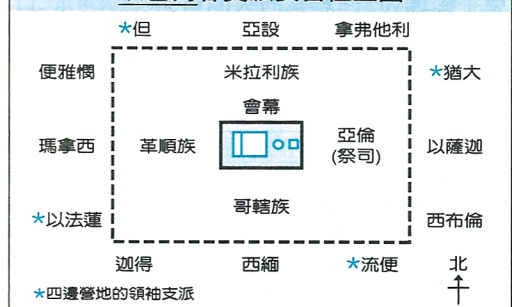 *但 亞設 拿弗他利
便雅憫 米拉利族 *猶大
會幕
瑪拿西 革順族 亞倫 以薩迦
(祭司)
*以法蓮 哥轄族 西布倫
迦得 西緬 *流便 北
*四邊營地的領袖支派